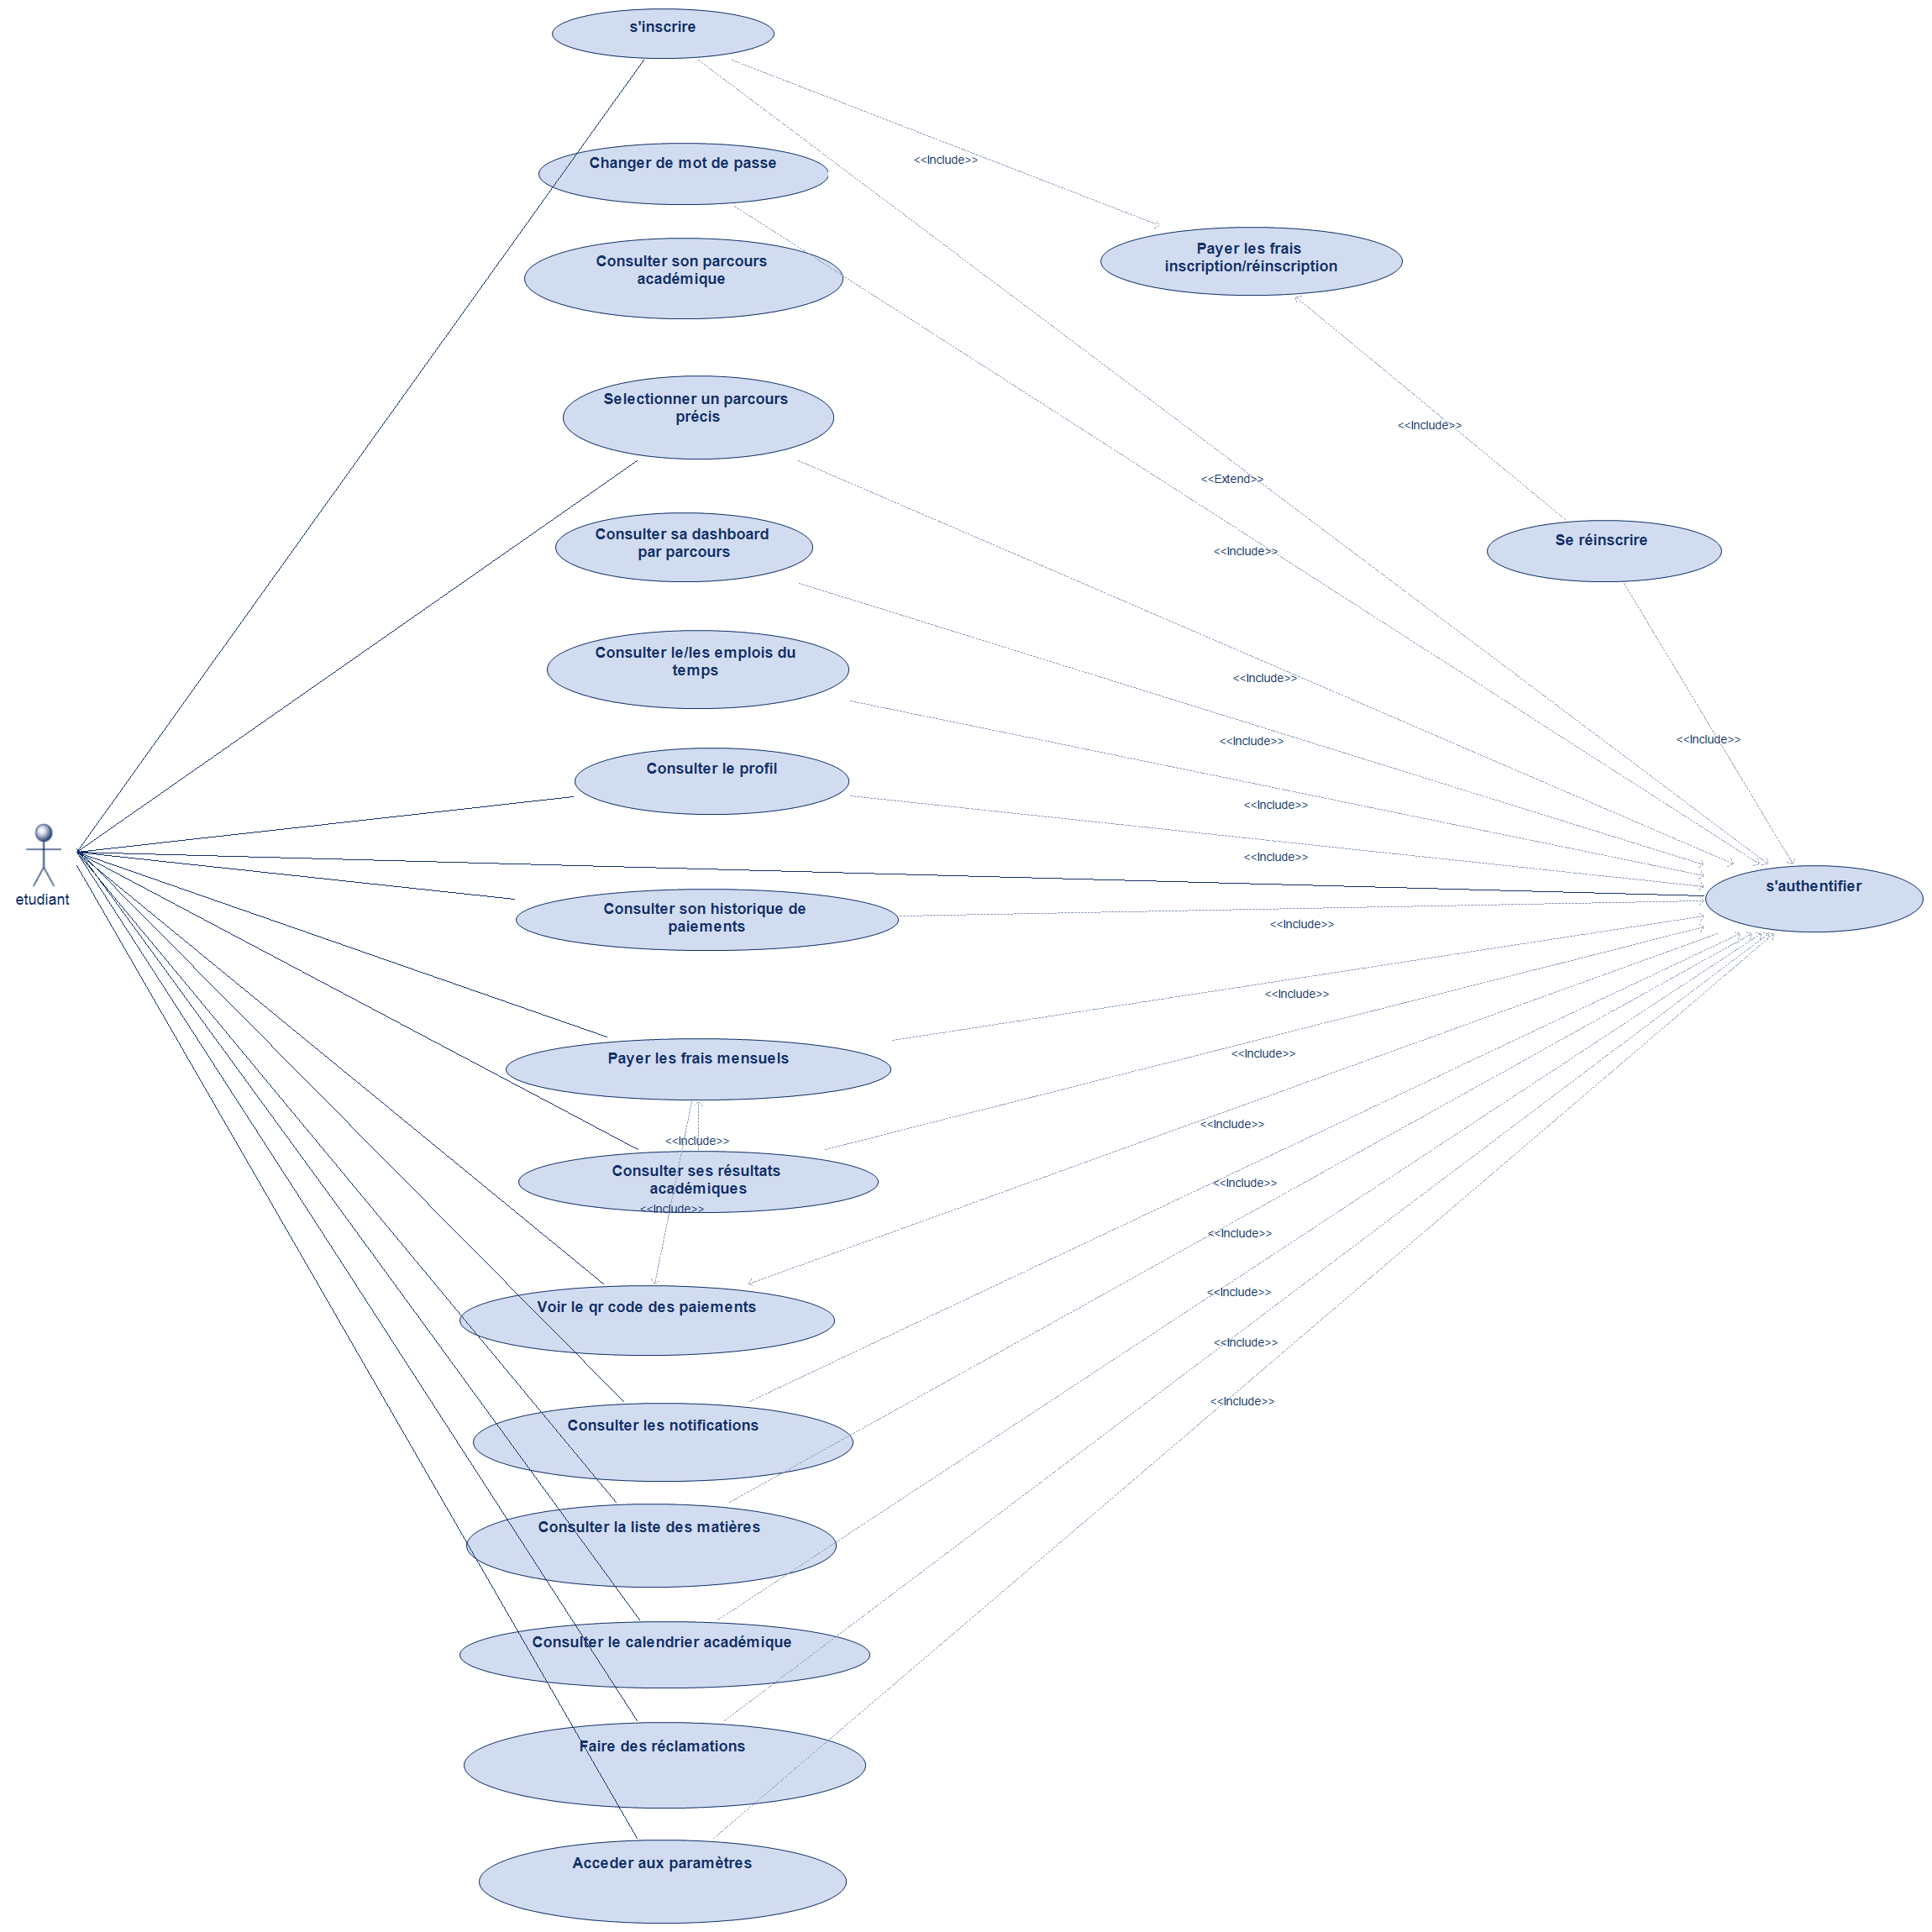 s'inscrire
Changer de mot de passe
<<Include>>
Consulter son parcours
académique
Payer les frais
inscription/réinscription
Selectionner un parcours
précis
<<Include>>
<<Extend>>
Consulter sa dashboard
par parcours
<<Include>>
Se réinscrire
Consulter le/les emplois du
temps
<<Include>>
<<Include>>
<<Include>>
Consulter le profil
<<Include>>
<<Include>>
etudiant
s'authentifier
Consulter son historique de
paiements
<<Include>>
<<Include>>
Payer les frais mensuels
<<Include>>
<<Include>>
<<Include>>
Consulter ses résultats
académiques
<<Include>>
<<Include>>
<<Include>>
Voir le qr code des paiements
<<Include>>
<<Include>>
<<Include>>
Consulter les notifications
Consulter la liste des matières
Consulter le calendrier académique
Faire des réclamations
Acceder aux paramètres